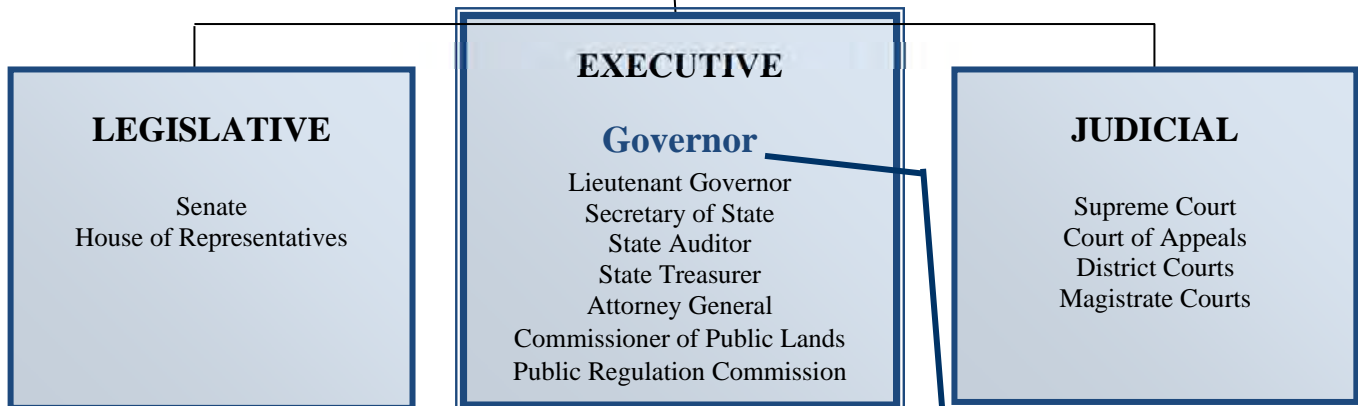 LEGISLATIVE
Senate
House of Representatives
EXECUTIVE
Governor
Lieutenant Governor
Secretary of State
State Auditor
State Treasurer
Attorney General
Commissioner of Public Lands
Public Regulation Commission
JUDICIAL
Supreme Court
Court of Appeals
District Courts
Magistrate Courts